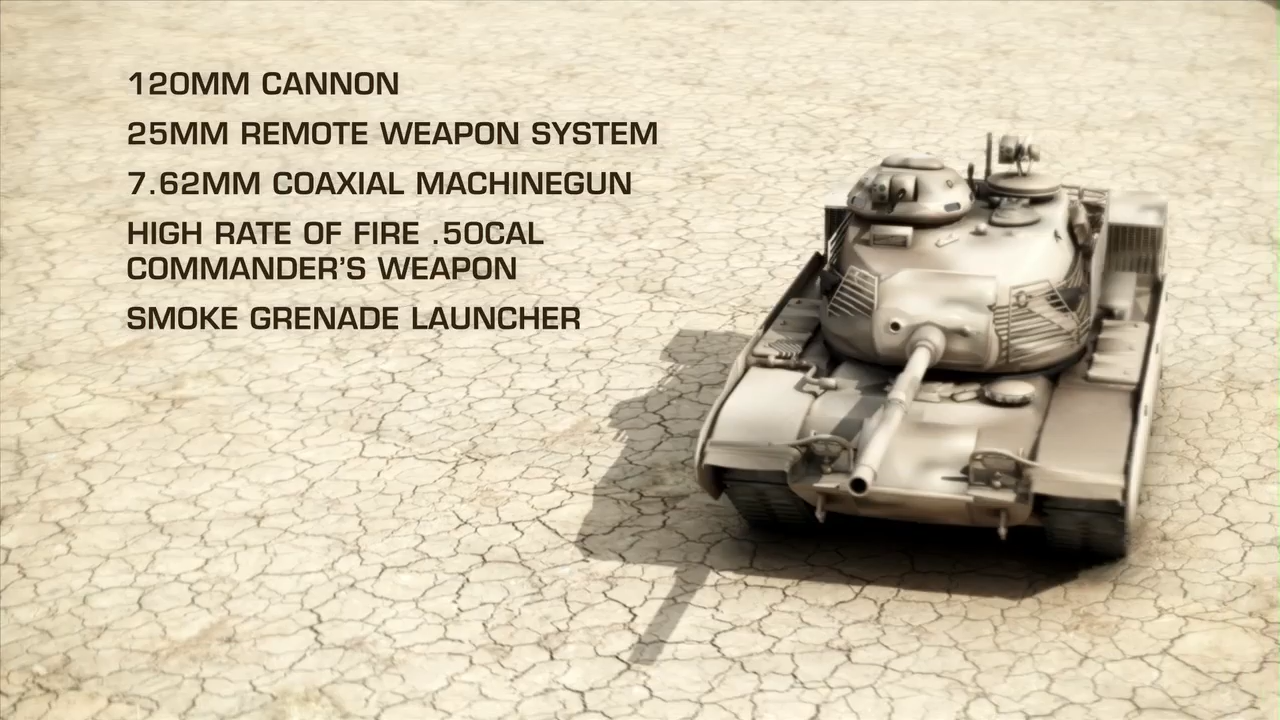 120MM CANNON
25MM REMOTE WEAPON SYSTEM
7.62MM COAXIAL MACHINEGUN
HIGH RATE OF FIRE .50CAL
COMMANDER'S WEAPON
SMOKE GRENADE LAUNCHER